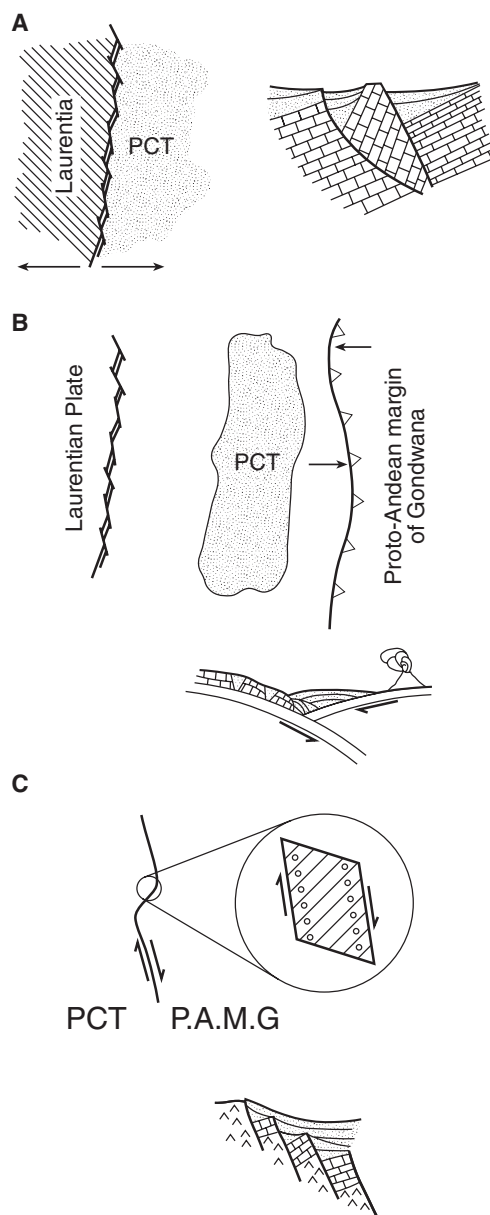 A
Laurentia
PCT
B
Laurentian Plate
PCT
Proto-Andean margin
of Gondwana
C
PCT P.A.M.G